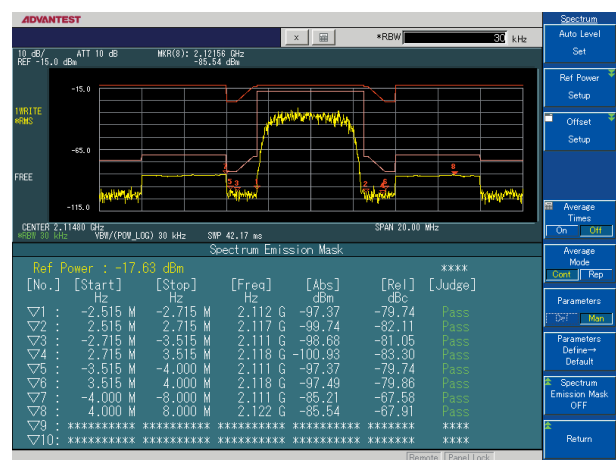 ADVANTEST
Spectrum
x
*RBW 30 kHz
Auto Level
Set
10 dB/ ATT 10 dB MKR(8): 2.12156 GHz
REF -15.0 dBm -85.54 dBm
Ref Power
Setup
-15.0
1WRITE
*RMS
Offset
Setup
-65.0
FREE
8
-115.0
Average
Times
On Off
CENTER 2.11480 GHz SPAN 20.00 MHz
*RBW 30 kHz VBW/(POW_LOG) 30 kHz SWP 42.17 ms
Spectrum Emission Mask
Average
Mode
Cont Rep
Ref Power : -17.63 dBm ****
[No.] [Start] [Stop] [Freq] [Abs] [Rel] [Judge]
Hz Hz Hz dBm dBc
▽1 : -2.515 M -2.715 M 2.112 G -97.37 -79.74 Pass
▽2 : 2.515 M 2.715 M 2.117 G -99.74 -82.11 Pass
▽3 : -2.715 M -3.515 M 2.111 G -98.68 -81.05 Pass
▽4 : 2.715 M 3.515 M 2.118 G -100.93 -83.30 Pass
▽5 : -3.515 M -4.000 M 2.111 G -97.37 -79.74 Pass
▽6 : 3.515 M 4.000 M 2.118 G -97.49 -79.86 Pass
▽7 : -4.000 M -8.000 M 2.111 G -85.21 -67.58 Pass
▽8 : 4.000 M 8.000 M 2.122 G -85.54 -67.91 Pass
▽9 : ********** ********** ******** ******* ******* ****
▽10: ********** ********** ******** ******* ******* ****
Parameters
Def Man
Parameters
Define→
Default
Spectrum
Emission Mask
OFF
Return
Remote Panel Lock